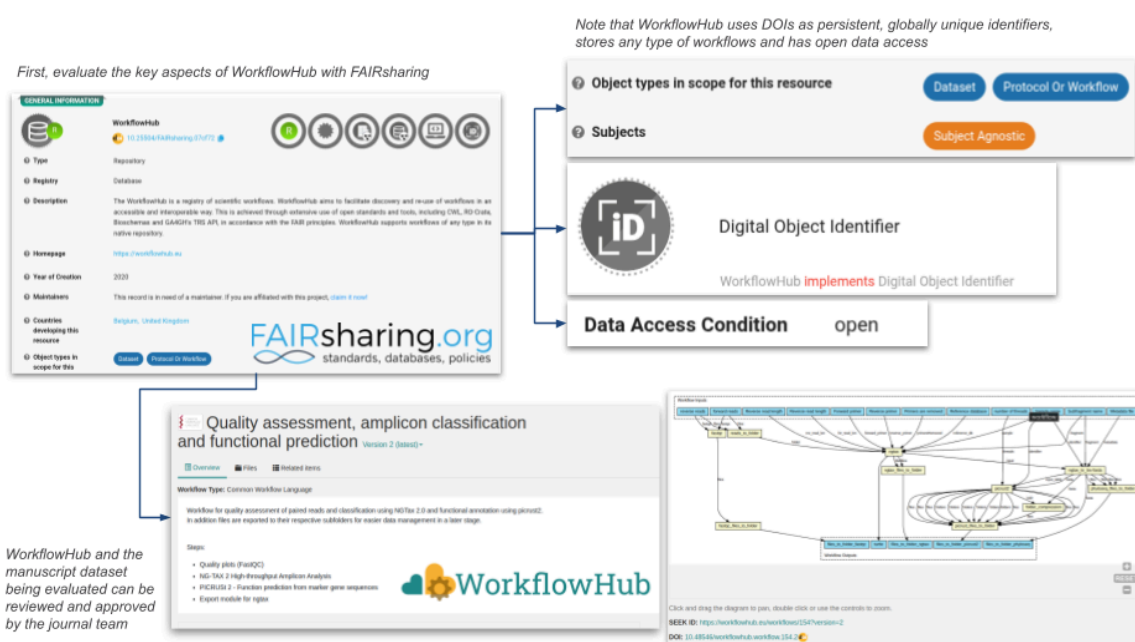 Note that WorkflowHub uses DOIs as persistent, globally unique identifiers,
stores any type of workflows and has open data access
First, evaluate the key aspects of WorkflowHub with FAIRsharing
GENERAL INFORMATION
WorkflowHub
10.25504/FAIRsharing.07cf72
Type Repository
Registry Database
Description The WorkflowHub is a registry of scientific workflows. WorkflowHub aims to facilitate discovery and re-use of workflows in an
accessible and interoperable way. This is achieved through extensive use of open standards and tools, including CWL, RO-Crate,
Bioschemas and GA4GH's TRS API, in accordance with the FAIR principles. WorkflowHub supports workflows of any type in its
native repository.
Homepage https://workflowhub.eu
Year of Creation 2020
Maintainers This record is in need of a maintainer. If you are affiliated with this project, claim it now!
Countries
developing this
resource
Belgium, United Kingdom
Object types in
scope for this
Dataset Protocol Or Workflow
FAIRsharing.org
standards, databases, policies
Object types in scope for this resource Dataset Protocol Or Workflow
Subjects Subject Agnostic
iD
Digital Object Identifier
WorkflowHub implements Digital Object Identifier
Data Access Condition open
Quality assessment, amplicon classification
and functional prediction Version 2 (latest)
Overview Files Related items
Workflow Type: Common Workflow Language
Workflow for quality assessment of paired reads and classification using NGTax 2.0 and functional annotation using picrust2.
In addition files are exported to their respective subfolders for easier data management in a later stage.
Steps:
Quality plots (FastQC)
NG-TAX 2 High-throughput Amplicon Analysis
PICRUSt 2 - Function prediction from marker gene sequences
Export module for ngtax
WorkflowHub
WorkflowHub and the
manuscript dataset
being evaluated can be
reviewed and approved
by the journal team
Workflow Inputs
workflow
Workflow Outputs
Click and drag the diagram to pan, double click or use the controls to zoom.
SEEK ID: https://workflowhub.eu/workflows/154?version=2
DOI: 10.48546/workflowhub.workflow.154.2